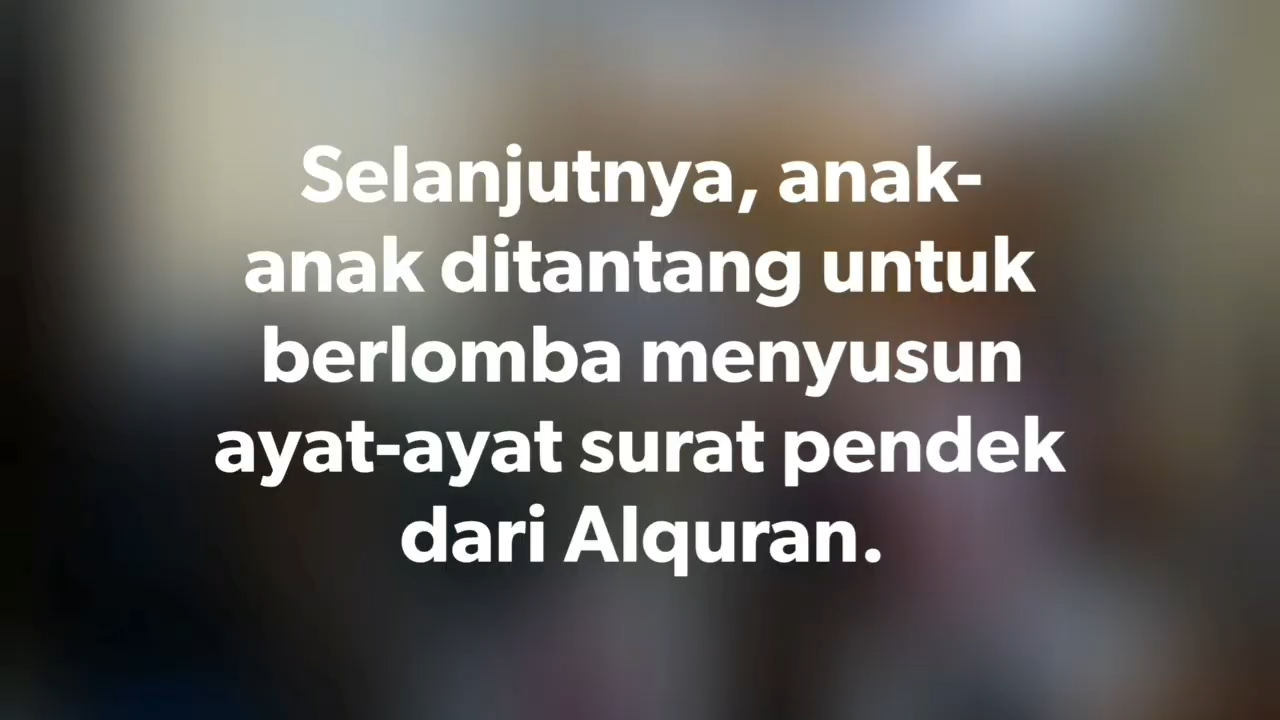 Selanjutnya, anak-
anak ditantang untuk
berlomba menyusun
ayat-ayat surat pendek
dari Alquran.